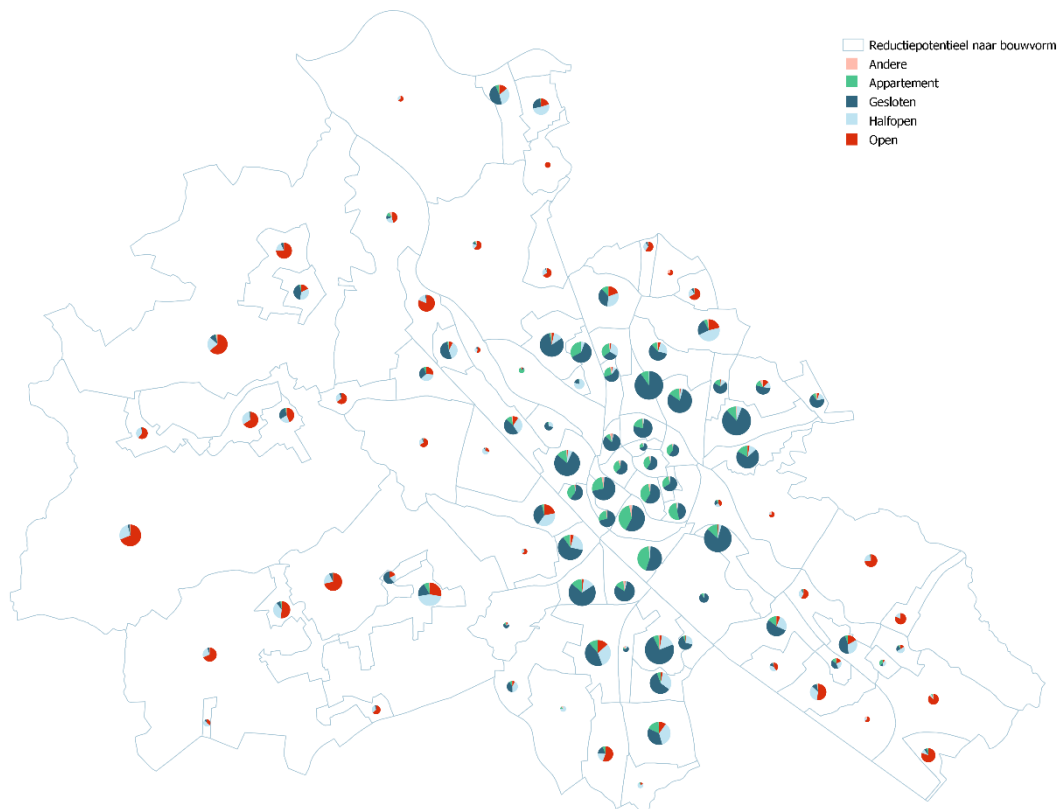 Reductiepotentieel naar bouwvorm
Andere
Appartement
Gesloten
Halfopen
Open